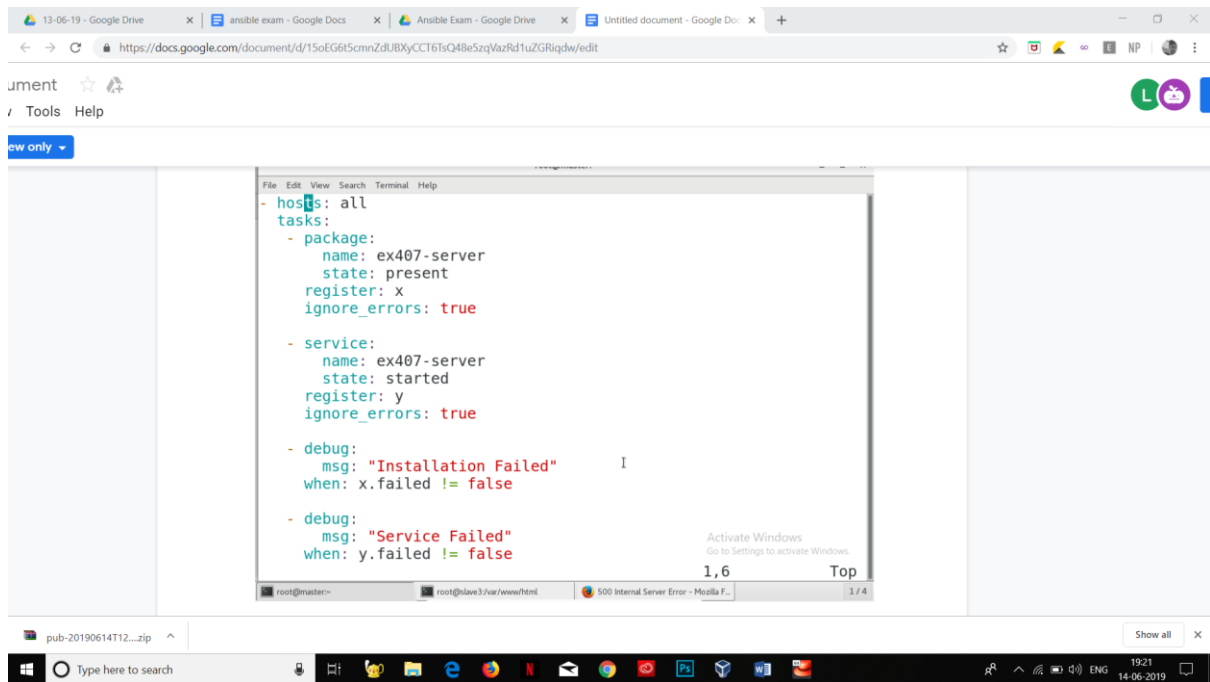 13-06-19 - Google Drive
ansible exam - Google Docs
Ansible Exam - Google Drive
Untitled document - Google Doc
https://docs.google.com/document/d/15oEG6t5cmnZdUBXyCCT6TsQ48e5zqVazRd1uZGRiqdw/edit
NP
ument
Tools Help
L
ew only
File Edit View Search Terminal Help
- hosts: all
tasks:
- package:
name: ex407-server
state: present
register: x
ignore_errors: true
- service:
name: ex407-server
state: started
register: y
ignore_errors: true
- debug:
msg: "Installation Failed"
when: x.failed != false
- debug:
msg: "Service Failed"
when: y.failed != false
Activate Windows
Go to Settings to activate Windows.
1,6 Top
root@master:~
root@slave3:/var/www/html
500 Internal Server Error - Mozilla F...
1 / 4
pub-20190614T12....zip
Show all
Type here to search
ENG
19:21
14-06-2019